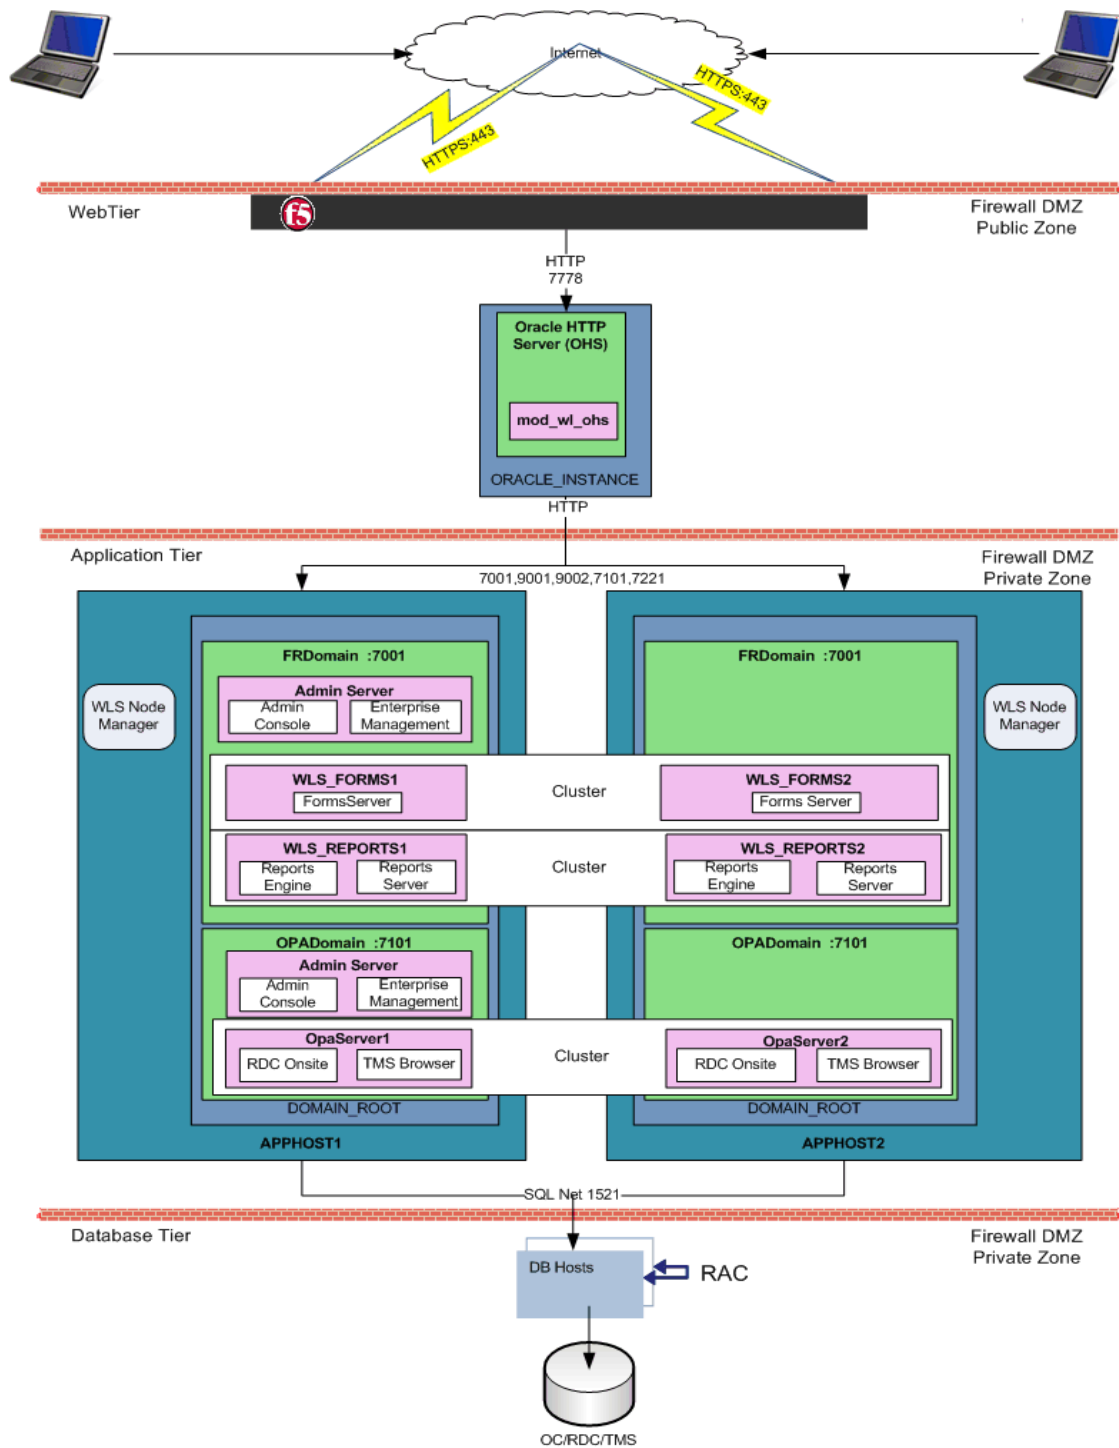 Internet
HTTPS:443
HTTPS:443
WebTier
f5
Firewall DMZ
Public Zone
HTTP
7778
Oracle HTTP
Server (OHS)
mod_wl_ohs
ORACLE_INSTANCE
HTTP
Application Tier
Firewall DMZ
Private Zone
7001,9001,9002,7101,7221
FRDomain :7001
Admin Server
Admin
Console
Enterprise
Management
WLS Node
Manager
FRDomain :7001
WLS Node
Manager
WLS_FORMS1
FormsServer
Cluster
WLS_FORMS2
Forms Server
WLS_REPORTS1
Reports
Engine
Reports
Server
Cluster
WLS_REPORTS2
Reports
Engine
Reports
Server
OPADomain :7101
Admin Server
Admin
Console
Enterprise
Management
OPADomain :7101
OpaServer1
RDC Onsite
TMS Browser
Cluster
OpaServer2
RDC Onsite
TMS Browser
DOMAIN_ROOT
DOMAIN_ROOT
APPHOST1
APPHOST2
SQL Net 1521
Database Tier
Firewall DMZ
Private Zone
DB Hosts
RAC
OC/RDC/TMS